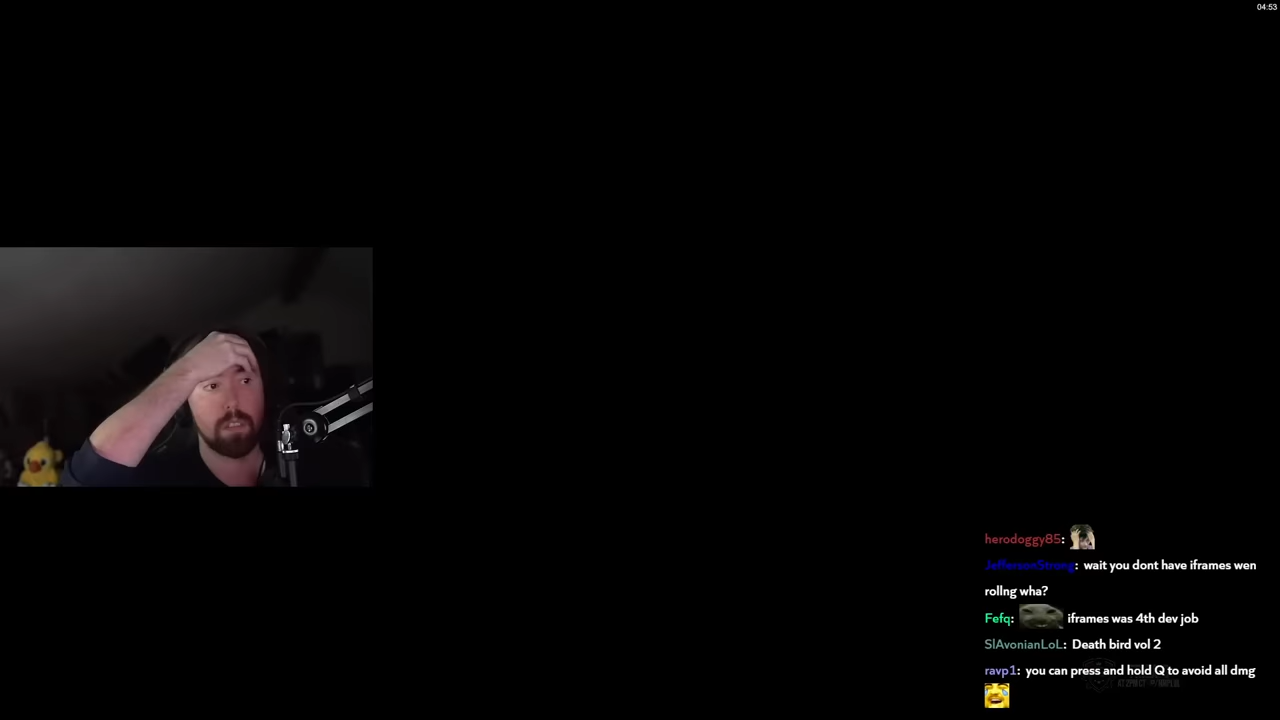 04:53
herodoggy85:
JeffersonStrong: wait you dont have iframes wen
rollng wha?
Fefq: iframes was 4th dev job
SlAvonianLoL: Death bird vol 2
ravp1: you can press and hold Q to avoid all dmg